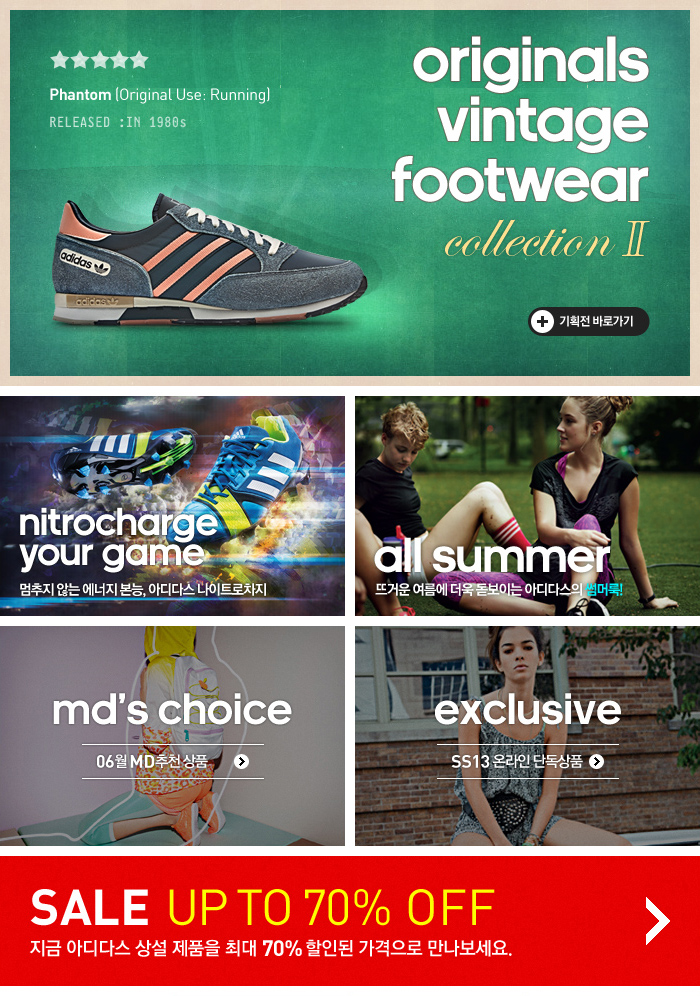 Phantom (Original Use: Running)
RELEASED :IN 1980s
originals
vintage
footwear
collection Ⅱ
adidas
adidas
기획전 바로가기
nitrocharge
your game
멈추지 않는 에너지 본능, 아디다스 나이트로차지
all summer
뜨거운 여름에 더욱 돋보이는 아디다스의 썸머룩!
md's choice
06월 MD추천 상품
exclusive
SS13 온라인 단독상품
SALE UP TO 70% OFF
지금 아디다스 상설 제품을 최대 70% 할인된 가격으로 만나보세요.